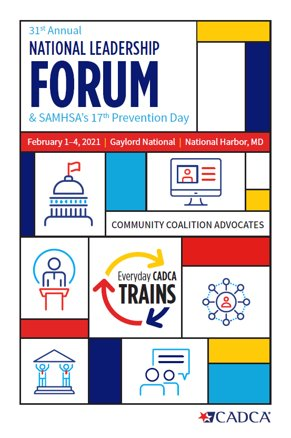 31st Annual
NATIONAL LEADERSHIP
FORUM
& SAMHSA's 17th Prevention Day
February 1–4, 2021 | Gaylord National | National Harbor, MD
COMMUNITY COALITION ADVOCATES
Everyday CADCA
TRAINS
CADCA